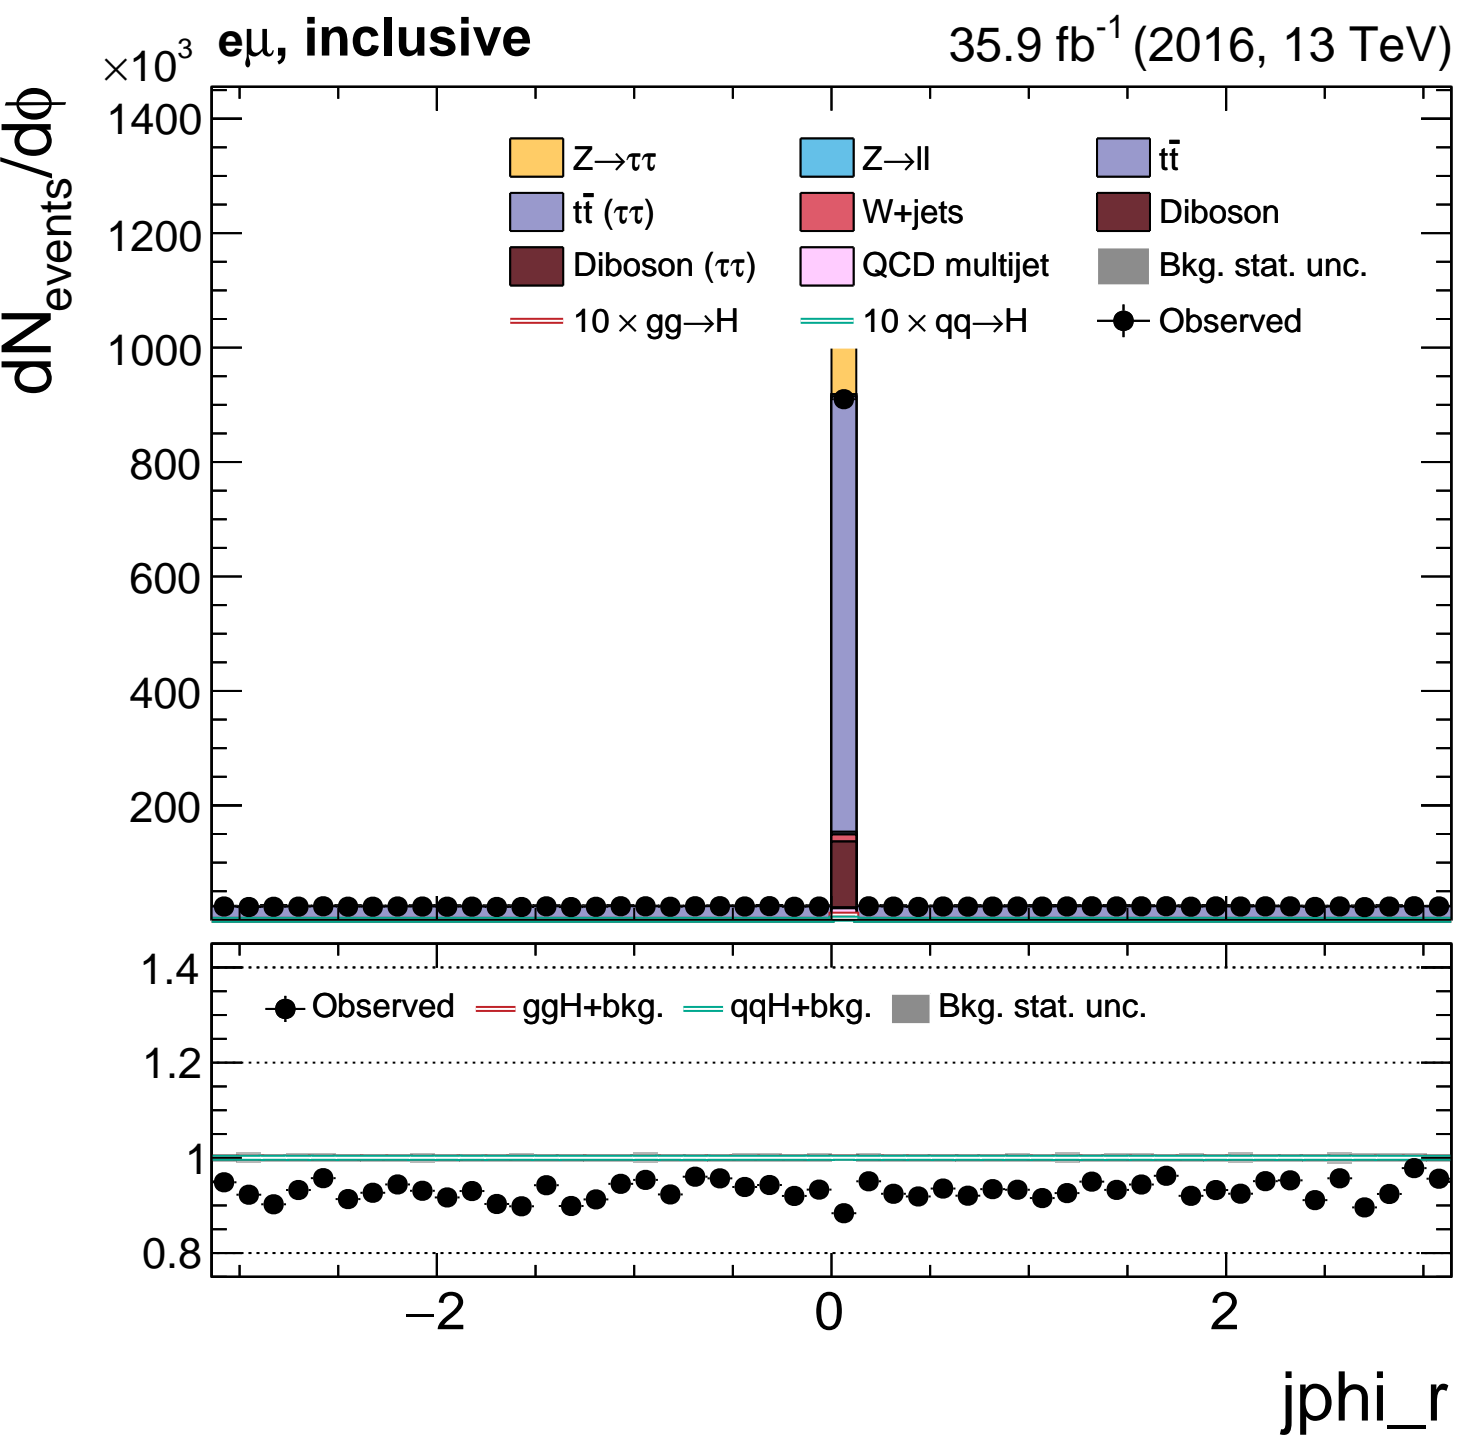 ×10³ eμ, inclusive 35.9 fb⁻¹ (2016, 13 TeV)
dN_events/dϕ
1400
1200
1000
800
600
400
200
Z→ττ Z→ll tt̄
tt̄ (ττ) W+jets Diboson
Diboson (ττ) QCD multijet Bkg. stat. unc.
10 × gg→H 10 × qq→H Observed
1.4
1.2
1
0.8
Observed ggH+bkg. qqH+bkg. Bkg. stat. unc.
−2 0 2
jphi_r